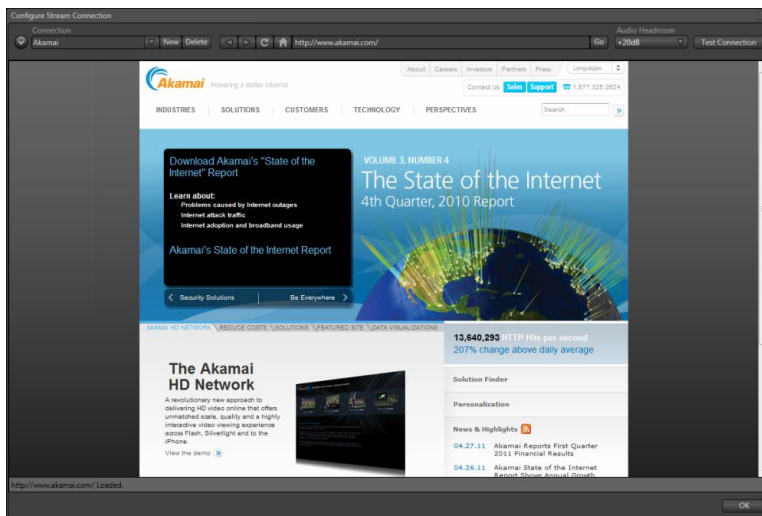 Configure Stream Connection
Connection
Audio Headroom
Akamai
New Delete
http://www.akamai.com/
Go
+20dB
Test Connection
About Careers Investors Partners Press Languages
Akamai Powering a Better Internet
Contact Us: Sales Support 1.877.325.2624
INDUSTRIES SOLUTIONS CUSTOMERS TECHNOLOGY PERSPECTIVES
Search
Download Akamai's "State of the
Internet" Report
Learn about:
Problems caused by Internet outages
Internet attack traffic
Internet adoption and broadband usage
Akamai's State of the Internet Report
Security Solutions
Be Everywhere
VOLUME 3, NUMBER 4
The State of the Internet
4th Quarter, 2010 Report
AKAMAI HD NETWORK \REDUCE COSTS \SOLUTIONS \FEATURED SITE \DATA VISUALIZATIONS
13,640,293 HTTP Hits per second
207% change above daily average
The Akamai
HD Network
A revolutionary new approach to
delivering HD video online that offers
unmatched scale, quality and a highly
interactive video viewing experience
across Flash, Silverlight and to the
iPhone.
View the demo
Solution Finder
Personalization
News & Highlights
04.27.11 Akamai Reports First Quarter
2011 Financial Results
04.26.11 Akamai State of the Internet
Report Shows Annual Growth
http://www.akamai.com/ Loaded.
OK